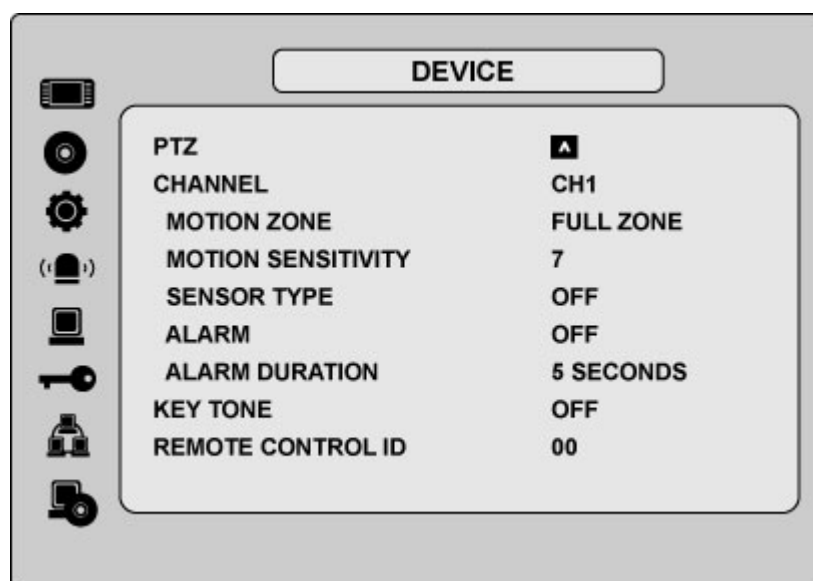 DEVICE
PTZ ^
CHANNEL CH1
MOTION ZONE FULL ZONE
MOTION SENSITIVITY 7
SENSOR TYPE OFF
ALARM OFF
ALARM DURATION 5 SECONDS
KEY TONE OFF
REMOTE CONTROL ID 00